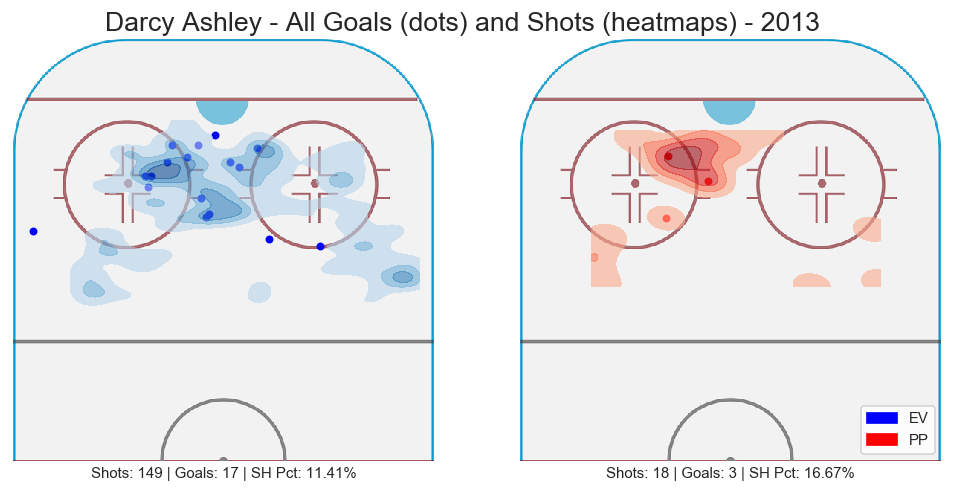 Darcy Ashley - All Goals (dots) and Shots (heatmaps) - 2013
EV
PP
Shots: 149 | Goals: 17 | SH Pct: 11.41%
Shots: 18 | Goals: 3 | SH Pct: 16.67%